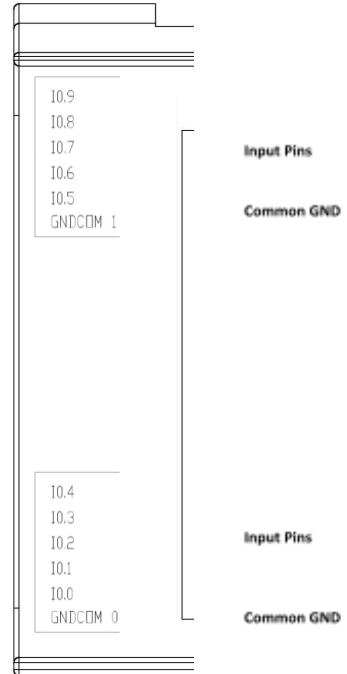 I0.9
I0.8
I0.7
Input Pins
I0.6
I0.5
Common GND
GNDCOM 1
I0.4
I0.3
I0.2
Input Pins
I0.1
I0.0
GNDCOM 0
Common GND